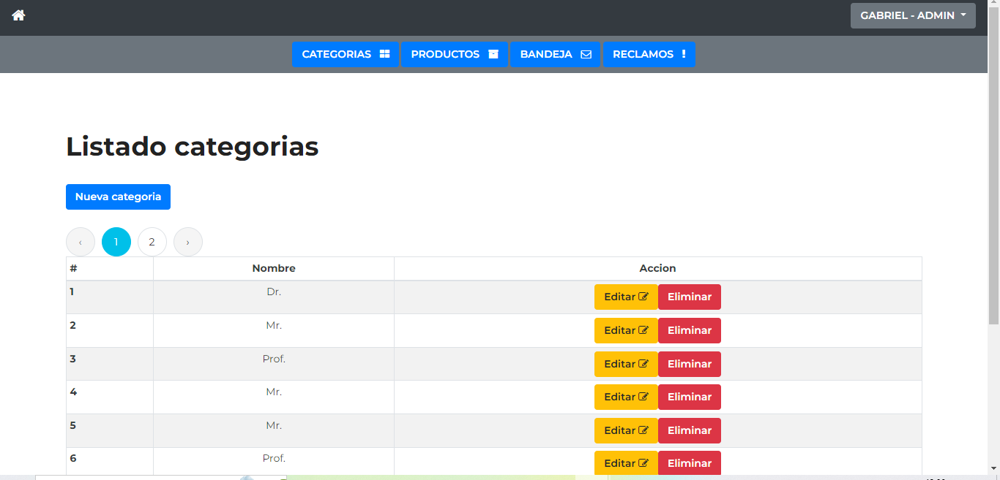 GABRIEL - ADMIN
CATEGORIAS PRODUCTOS BANDEJA RECLAMOS
Listado categorias
Nueva categoria
‹ 1 2 ›
# Nombre Accion
1 Dr. Editar Eliminar
2 Mr. Editar Eliminar
3 Prof. Editar Eliminar
4 Mr. Editar Eliminar
5 Mr. Editar Eliminar
6 Prof. Editar Eliminar